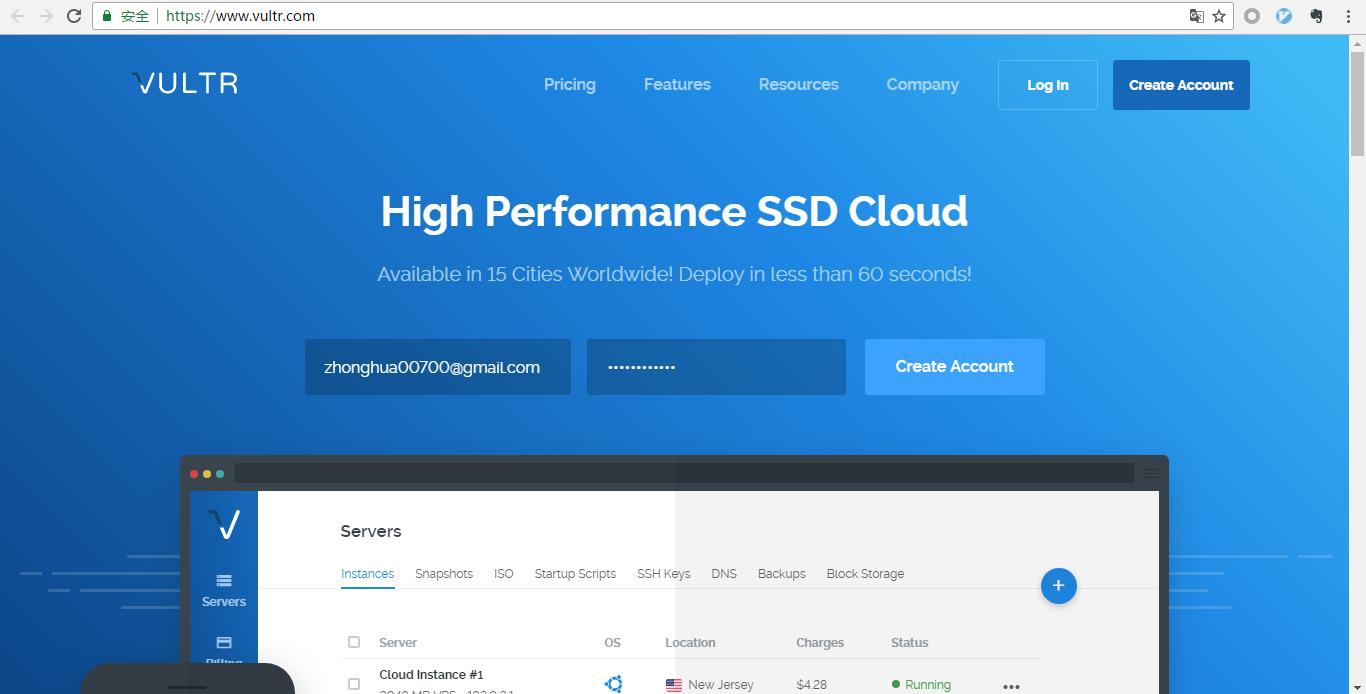 安全 https://www.vultr.com
VULTR Pricing Features Resources Company Log In Create Account
High Performance SSD Cloud
Available in 15 Cities Worldwide! Deploy in less than 60 seconds!
zhonghua00700@gmail.com •••••••••••• Create Account
Servers
Instances Snapshots ISO Startup Scripts SSH Keys DNS Backups Block Storage
+
Servers
Server OS Location Charges Status
Billing
Cloud Instance #1
New Jersey $4.28 Running •••